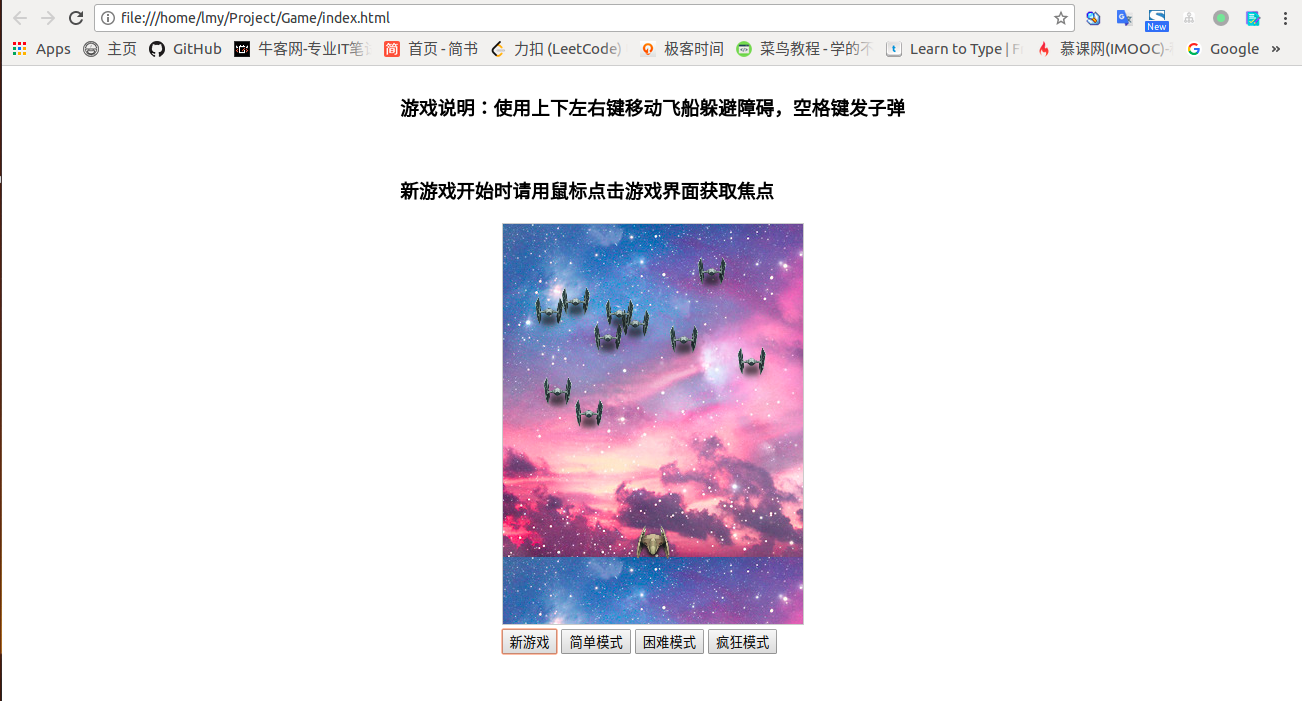 file:///home/lmy/Project/Game/index.html
New
Apps 主页 GitHub 牛客网-专业IT笔 首页 - 简书 力扣 (LeetCode) 极客时间 菜鸟教程 - 学的不 Learn to Type | F 慕课网(IMOOC)- Google »
游戏说明：使用上下左右键移动飞船躲避障碍，空格键发子弹
新游戏开始时请用鼠标点击游戏界面获取焦点
新游戏 简单模式 困难模式 疯狂模式